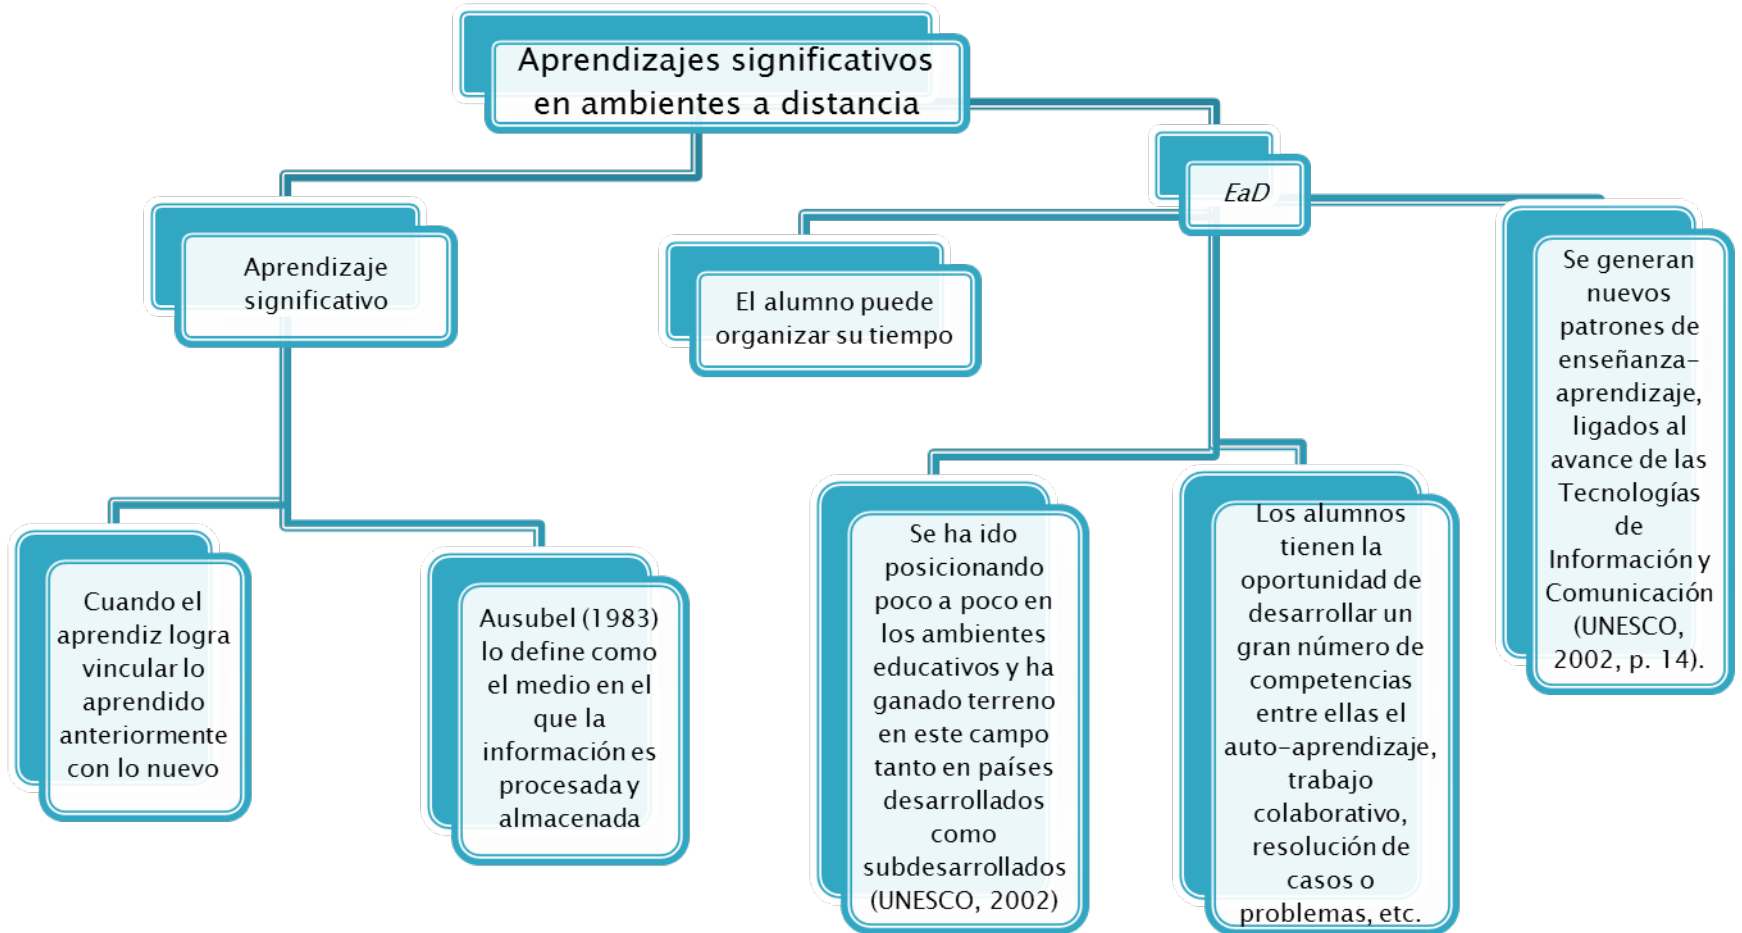 Aprendizajes significativos
en ambientes a distancia
Aprendizaje
significativo
Cuando el
aprendiz logra
vincular lo
aprendido
anteriormente
con lo nuevo
Ausubel (1983)
lo define como
el medio en el
que la
información es
procesada y
almacenada
EaD
El alumno puede
organizar su tiempo
Se ha ido
posicionando
poco a poco en
los ambientes
educativos y ha
ganado terreno
en este campo
tanto en países
desarrollados
como
subdesarrollados
(UNESCO, 2002)
Los alumnos
tienen la
oportunidad de
desarrollar un
gran número de
competencias
entre ellas el
auto-aprendizaje,
trabajo
colaborativo,
resolución de
casos o
problemas, etc.
Se generan
nuevos
patrones de
enseñanza-
aprendizaje,
ligados al
avance de las
Tecnologías
de
Información y
Comunicación
(UNESCO,
2002, p. 14).